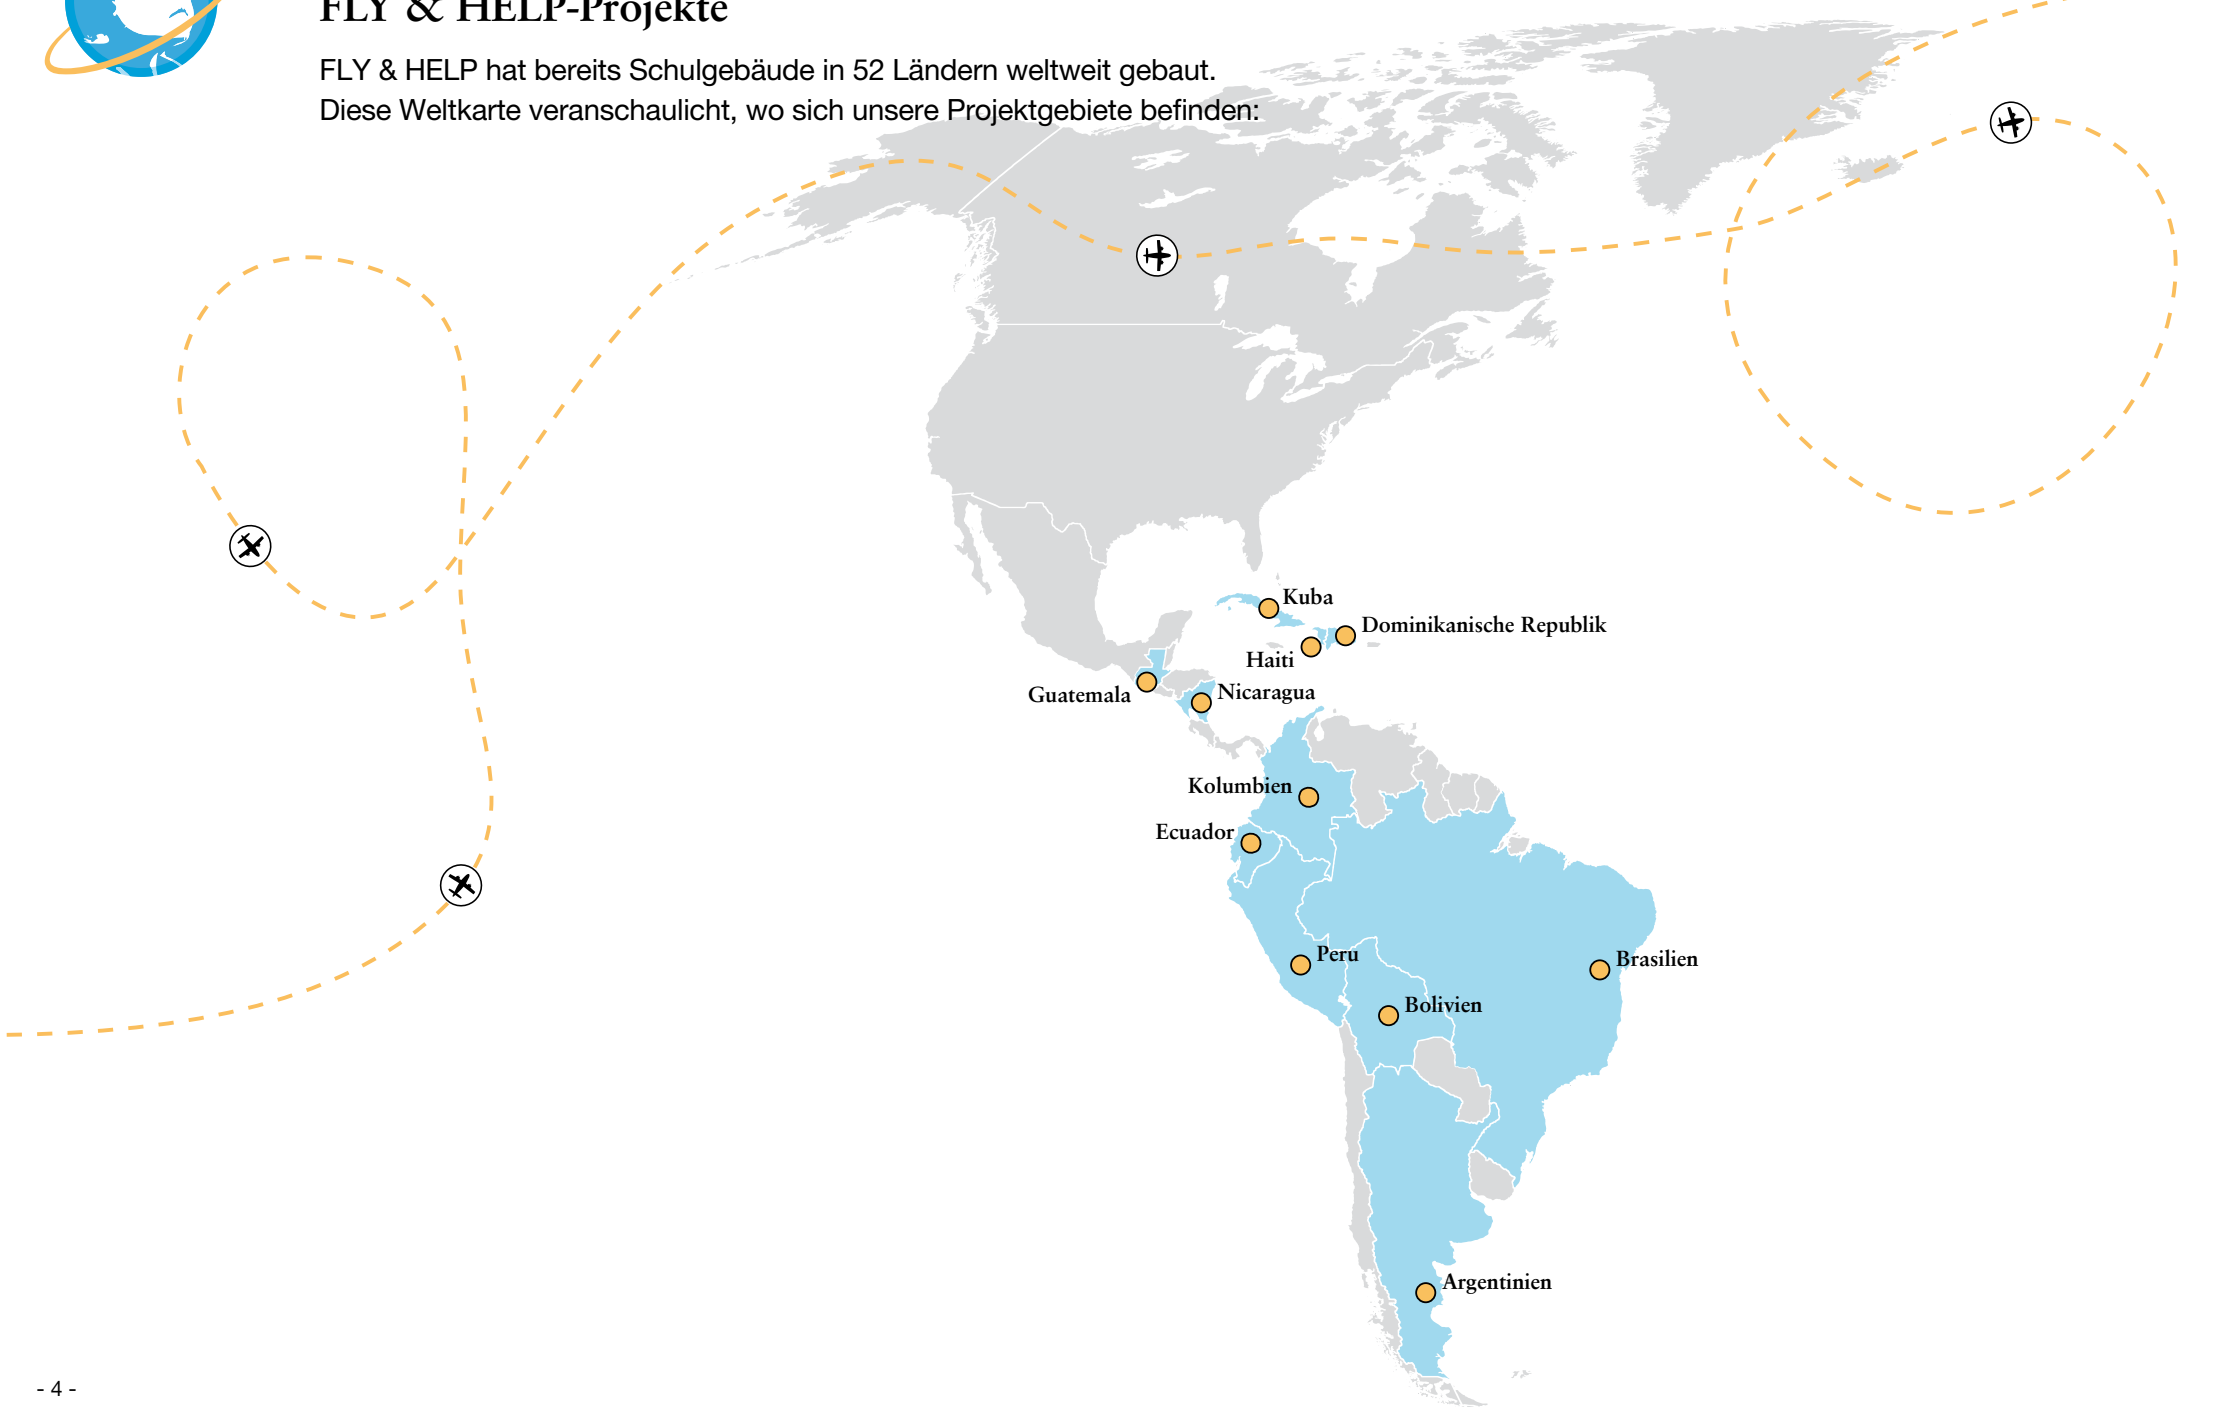 FLY & HELP-Projekte
FLY & HELP hat bereits Schulgebäude in 52 Ländern weltweit gebaut.
Diese Weltkarte veranschaulicht, wo sich unsere Projektgebiete befinden:
Kuba
Dominikanische Republik
Haiti
Guatemala
Nicaragua
Kolumbien
Ecuador
Peru
Brasilien
Bolivien
Argentinien
- 4 -